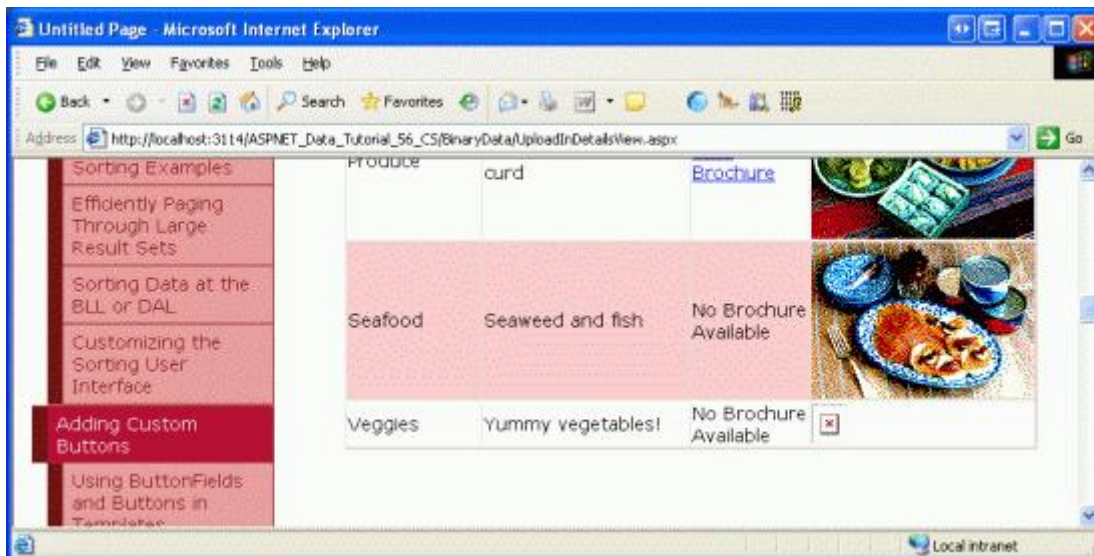 Untitled Page - Microsoft Internet Explorer
File Edit View Favorites Tools Help
Back Search Favorites
Address http://localhost:3114/ASPNET_Data_Tutorial_56_CS/BinaryData/UploadInDetailsView.aspx Go
Sorting Examples
Efficiently Paging
Through Large
Result Sets
Sorting Data at the
BLL or DAL
Customizing the
Sorting User
Interface
Adding Custom
Buttons
Using ButtonFields
and Buttons in
Templates
Produce
curd
Brochure
Seafood
Seaweed and fish
No Brochure
Available
Veggies
Yummy vegetables!
No Brochure
Available
Local intranet